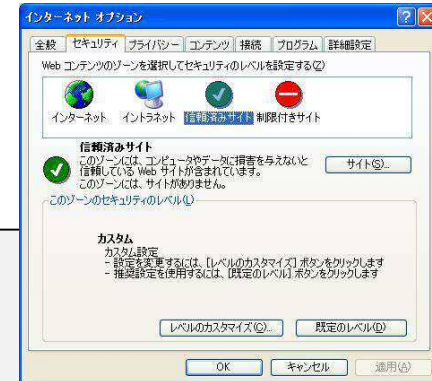 インターネット オプション
全般 セキュリティ プライバシー コンテンツ 接続 プログラム 詳細設定
Web コンテンツのゾーンを選択してセキュリティのレベルを設定する(Z)
インターネット イントラネット 信頼済みサイト 制限付きサイト
信頼済みサイト
このゾーンには、コンピュータやデータに損害を与えないと
信頼している Web サイトが含まれています。
このゾーンには、サイトがありません。
サイト(S)...
このゾーンのセキュリティのレベル(L)
カスタム
カスタム設定
- 設定を変更するには、[レベルのカスタマイズ] ボタンをクリックします
- 推奨設定を使用するには、[既定のレベル] ボタンをクリックします
レベルのカスタマイズ(C)... 既定のレベル(D)
OK キャンセル 適用(A)